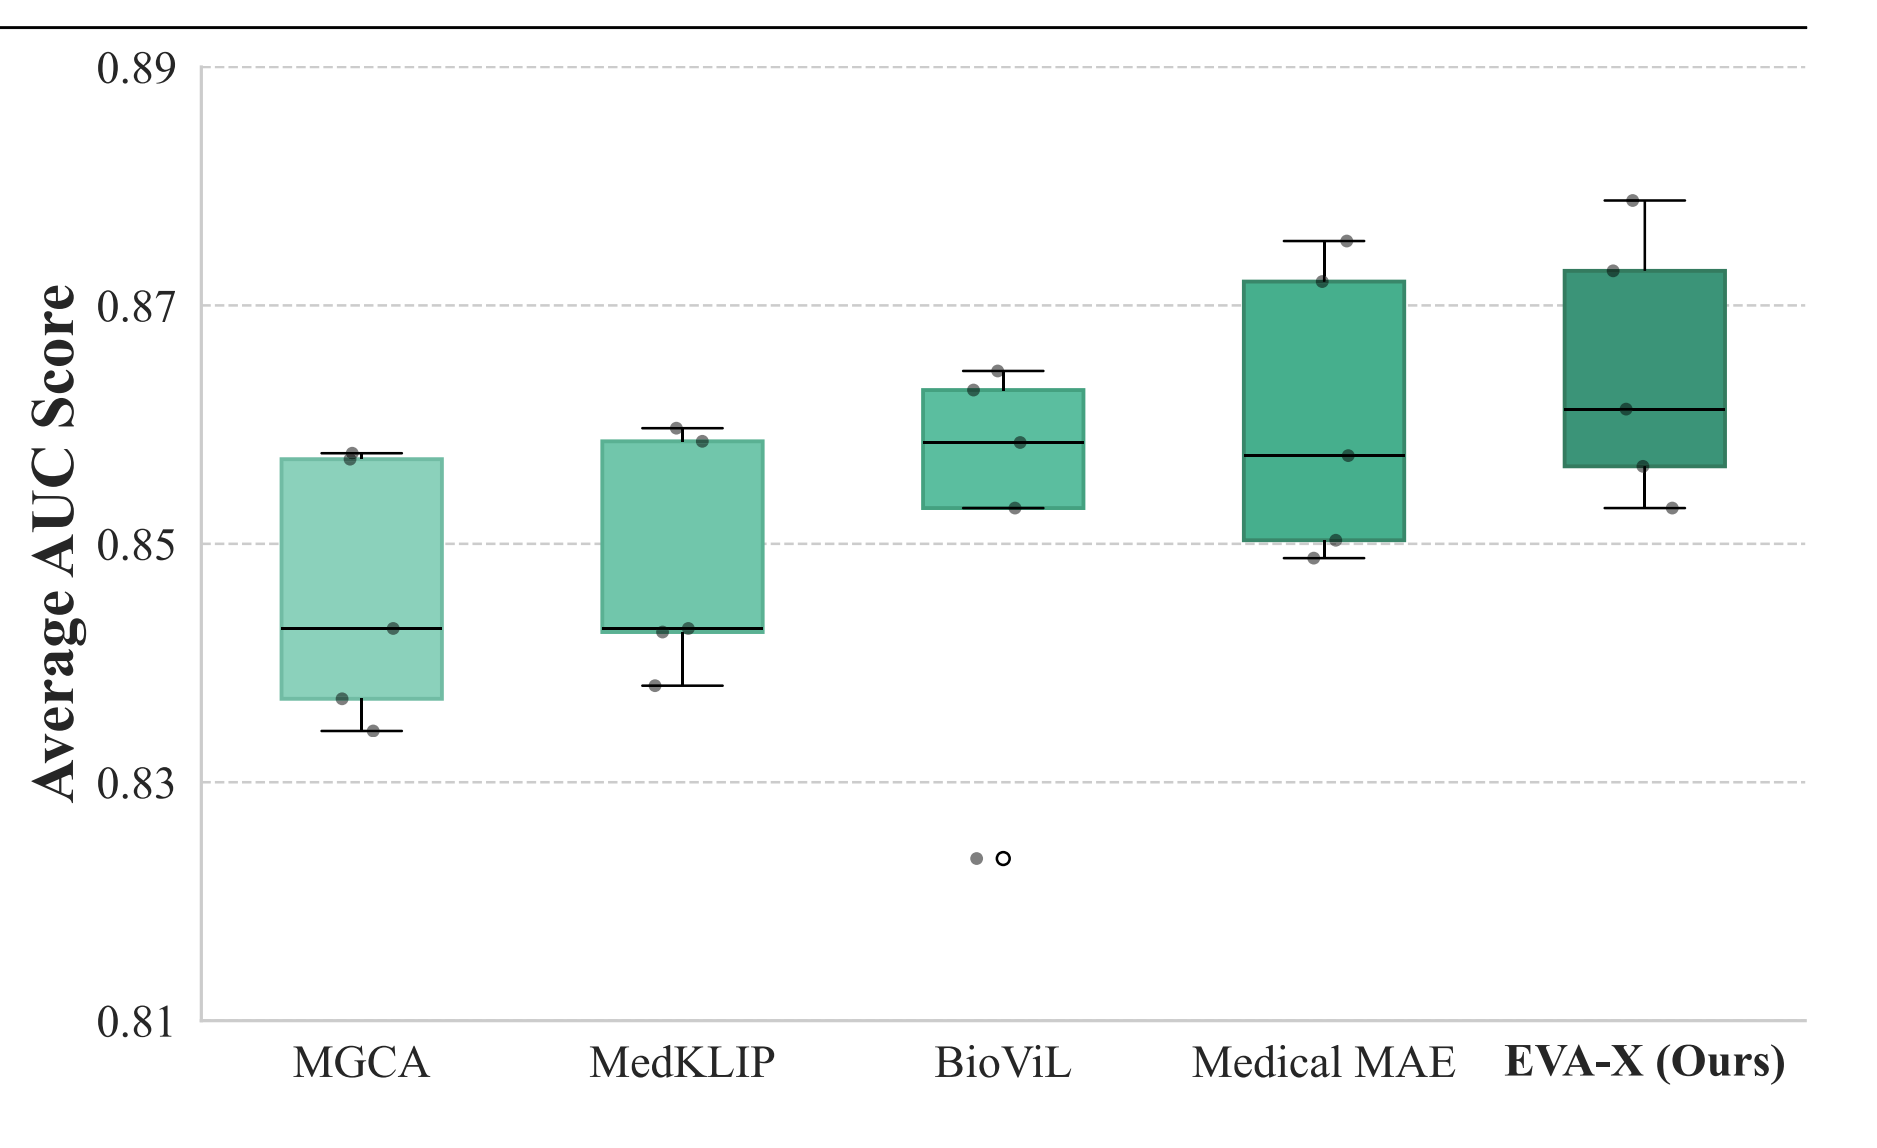 0.89
0.87
0.85
0.83
0.81
Average AUC Score
MGCA MedKLIP BioViL Medical MAE EVA-X (Ours)